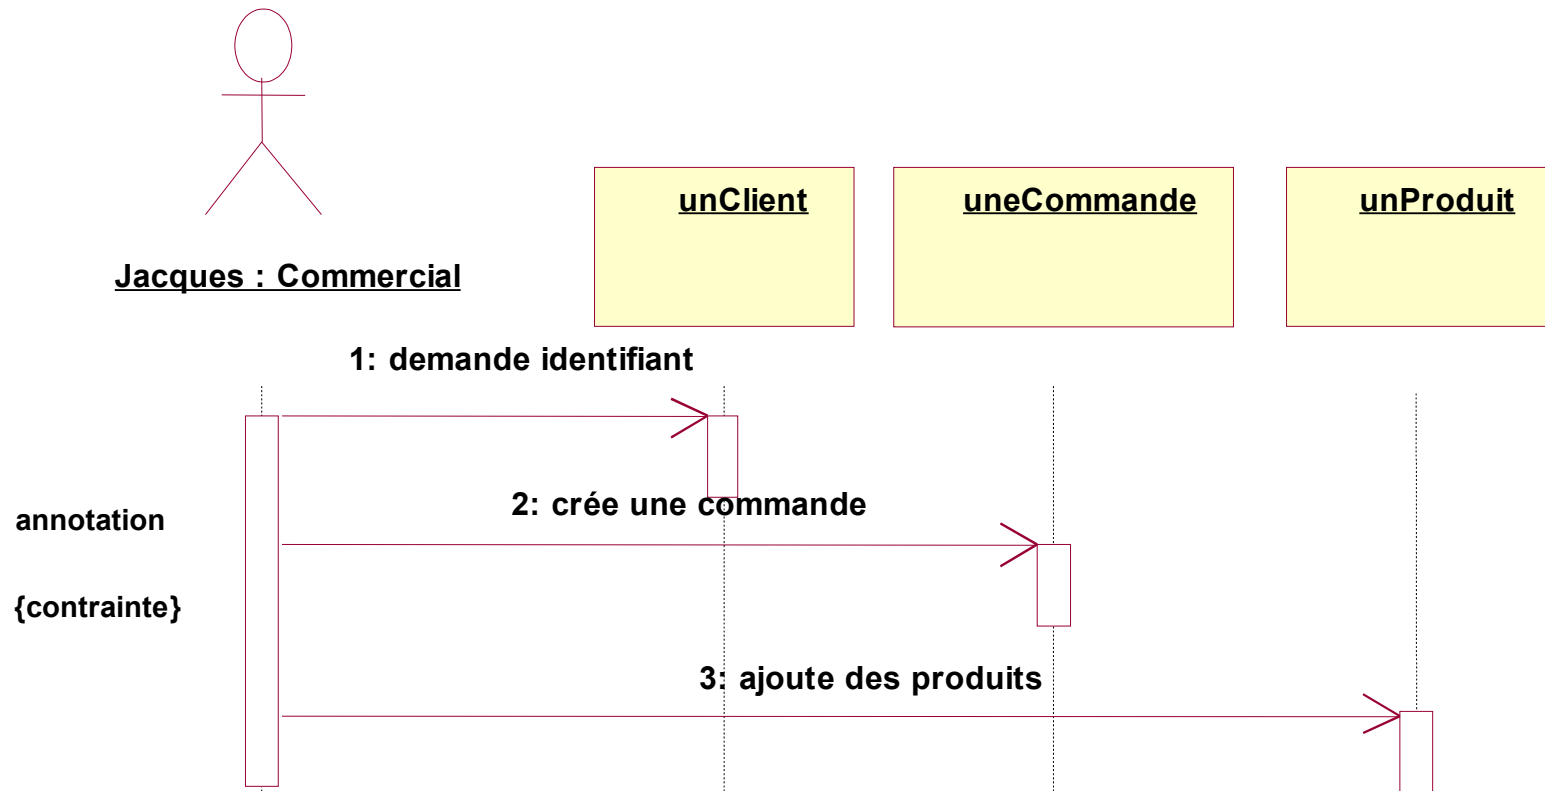 unClient
uneCommande
unProduit
Jacques : Commercial
1: demande identifiant
2: crée une commande
annotation
{contrainte}
3: ajoute des produits